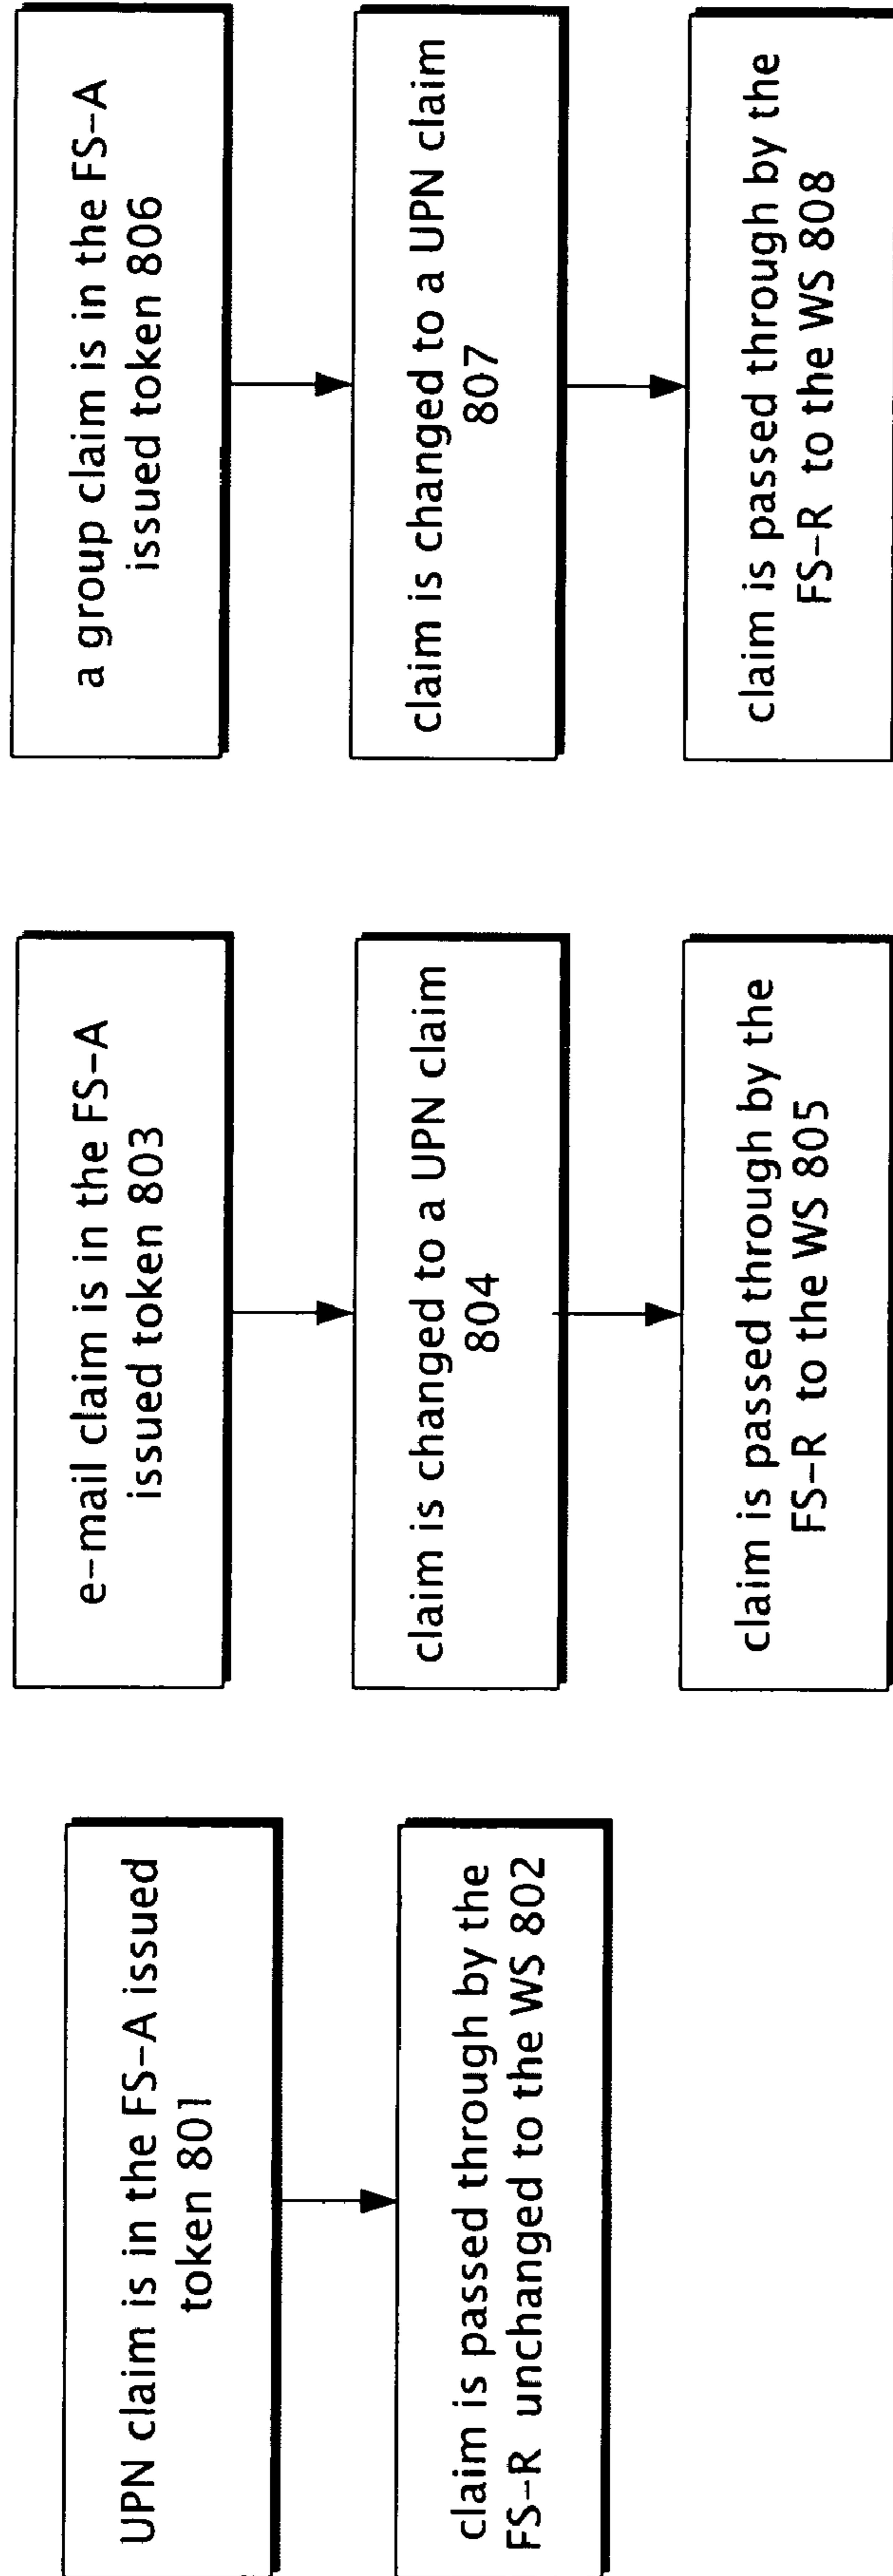 UPN claim is in the FS-A issued
token 801
claim is passed through by the
FS-R unchanged to the WS 802
e-mail claim is in the FS-A
issued token 803
claim is changed to a UPN claim
804
claim is passed through by the
FS-R to the WS 805
a group claim is in the FS-A
issued token 806
claim is changed to a UPN claim
807
claim is passed through by the
FS-R to the WS 808